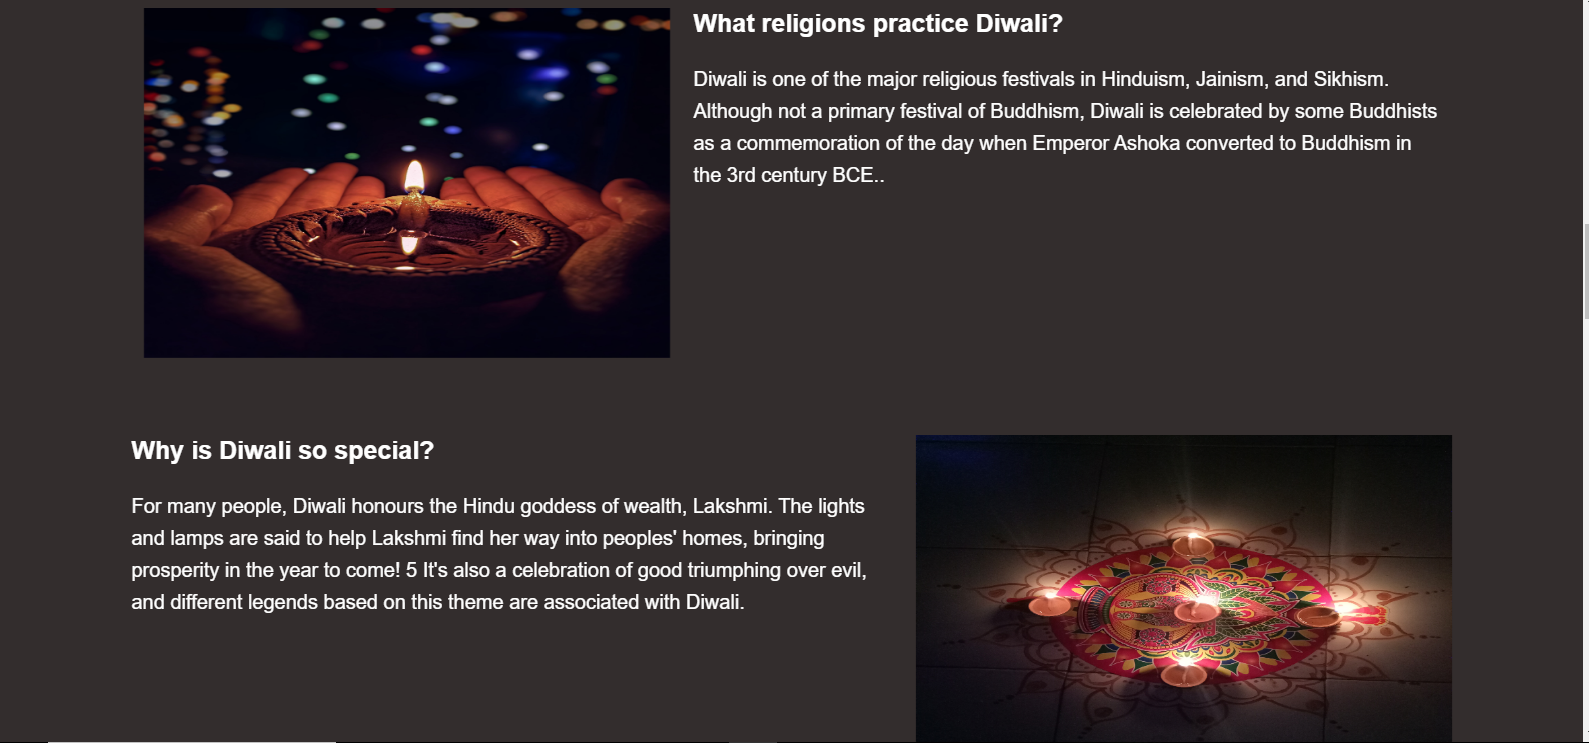 What religions practice Diwali?
Diwali is one of the major religious festivals in Hinduism, Jainism, and Sikhism.
Although not a primary festival of Buddhism, Diwali is celebrated by some Buddhists
as a commemoration of the day when Emperor Ashoka converted to Buddhism in
the 3rd century BCE..
Why is Diwali so special?
For many people, Diwali honours the Hindu goddess of wealth, Lakshmi. The lights
and lamps are said to help Lakshmi find her way into peoples' homes, bringing
prosperity in the year to come! 5 It's also a celebration of good triumphing over evil,
and different legends based on this theme are associated with Diwali.